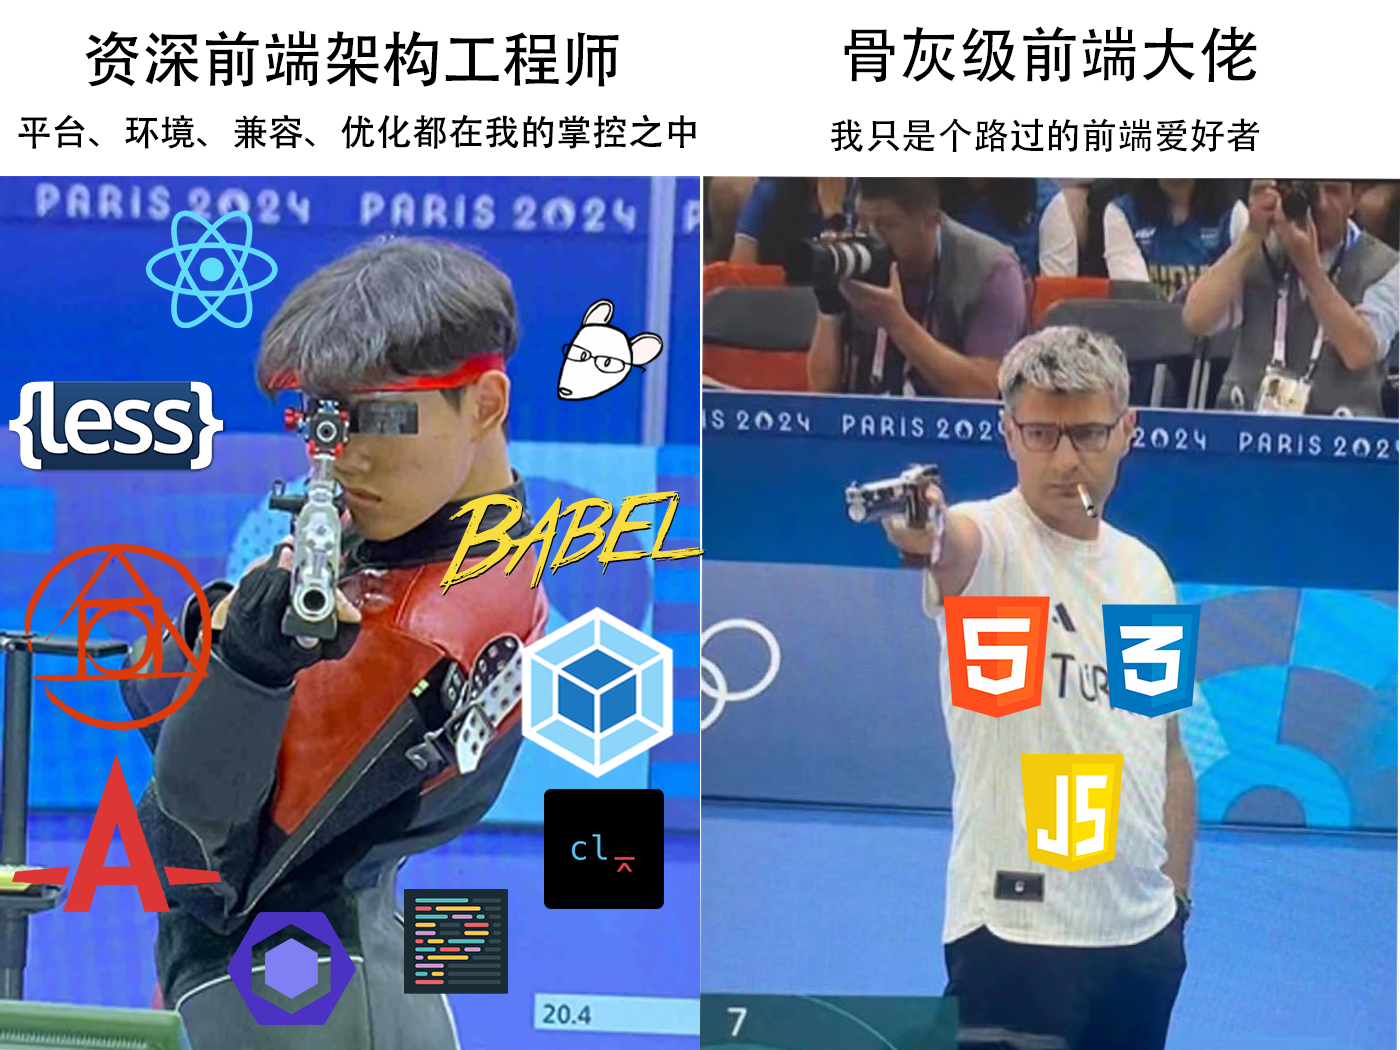 资深前端架构工程师
平台、环境、兼容、优化都在我的掌控之中
骨灰级前端大佬
我只是个路过的前端爱好者
PARIS 2024 PARIS 2024 P
{less}
BABEL
cl
20.4
IS 2024 PARIS 202 2024 PARIS 202
5 3
TÜR
JS
7